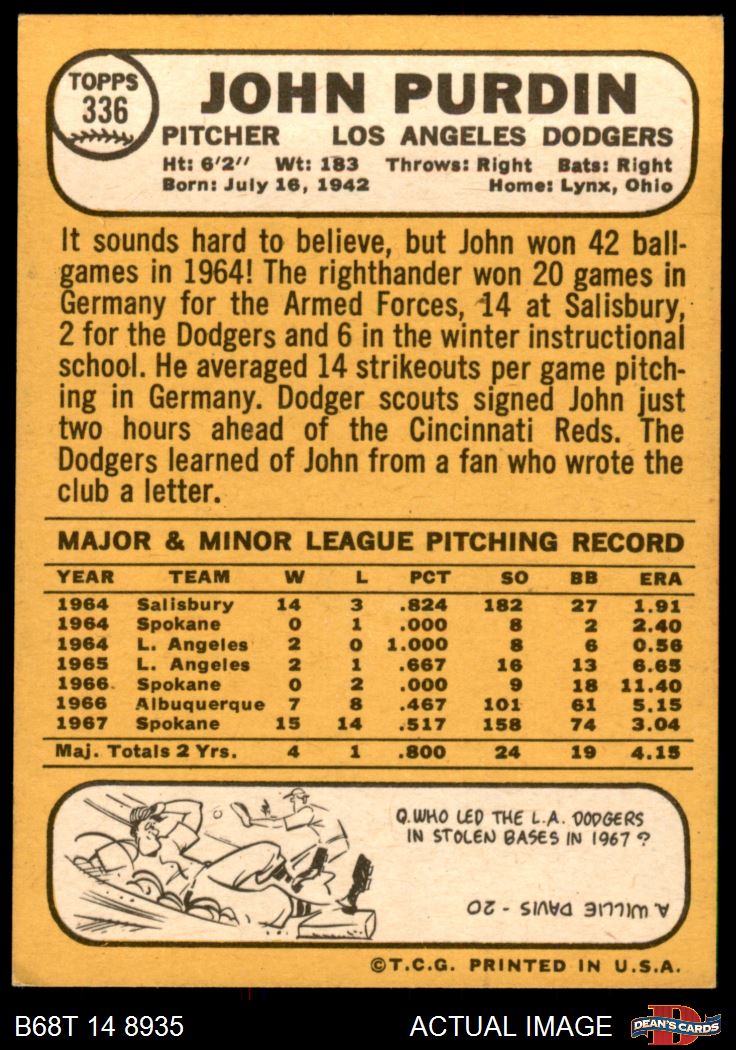 TOPPS
336
JOHN PURDIN
PITCHER LOS ANGELES DODGERS
Ht: 6'2" Wt: 183 Throws: Right Bats: Right
Born: July 16, 1942 Home: Lynx, Ohio
It sounds hard to believe, but John won 42 ball-
games in 1964! The righthander won 20 games in
Germany for the Armed Forces, 14 at Salisbury,
2 for the Dodgers and 6 in the winter instructional
school. He averaged 14 strikeouts per game pitch-
ing in Germany. Dodger scouts signed John just
two hours ahead of the Cincinnati Reds. The
Dodgers learned of John from a fan who wrote the
club a letter.
MAJOR & MINOR LEAGUE PITCHING RECORD
YEAR TEAM W L PCT SO BB ERA
1964 Salisbury 14 3 .824 182 27 1.91
1964 Spokane 0 1 .000 8 2 2.40
1964 L. Angeles 2 0 1.000 8 6 0.56
1965 L. Angeles 2 1 .667 16 13 6.65
1966 Spokane 0 2 .000 9 18 11.40
1966 Albuquerque 7 8 .467 101 61 5.15
1967 Spokane 15 14 .517 158 74 3.04
Maj. Totals 2 Yrs. 4 1 .800 24 19 4.15
Q. WHO LED THE L.A. DODGERS
IN STOLEN BASES IN 1967?
A. WILLIE DAVIS - 20
©T.C.G. PRINTED IN U.S.A.
B68T 14 8935 ACTUAL IMAGE DEAN'S CARDS